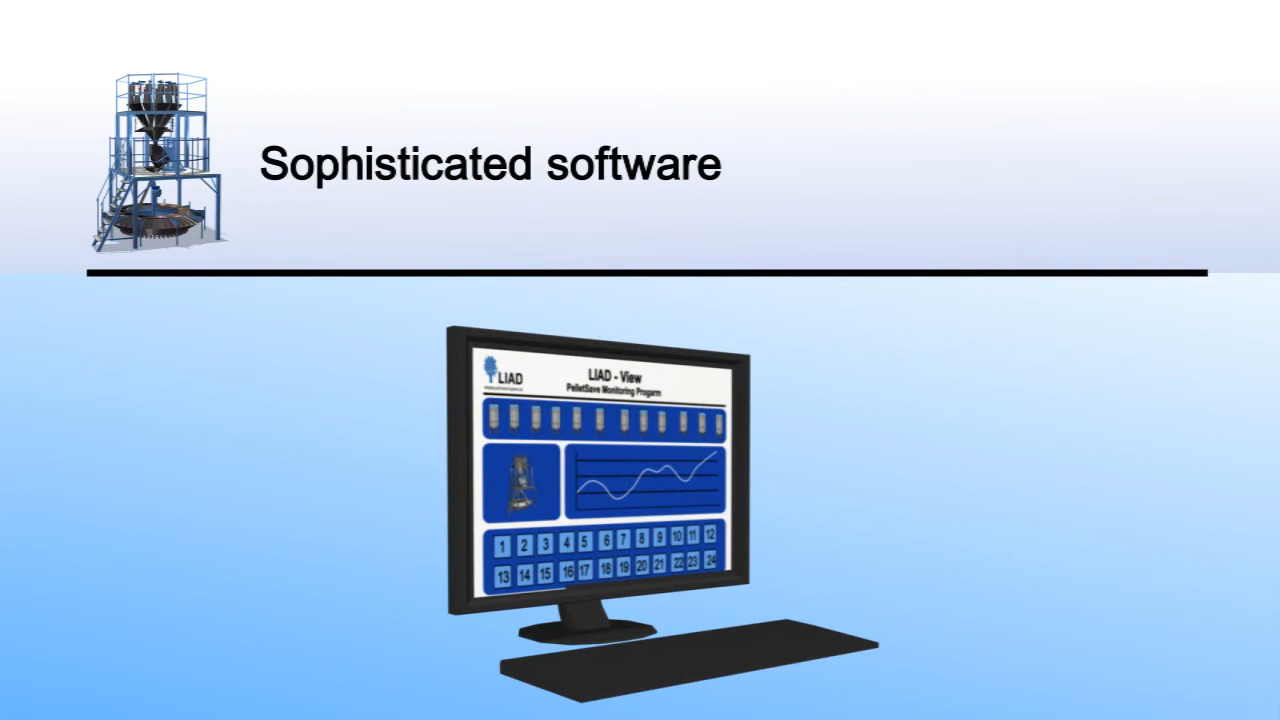 Sophisticated software
LIAD
LIAD - View
PelletSave Monitoring Progarm
1 2 3 4 5 6 7 8 9 10 11 12
13 14 15 16 17 18 19 20 21 22 23 24